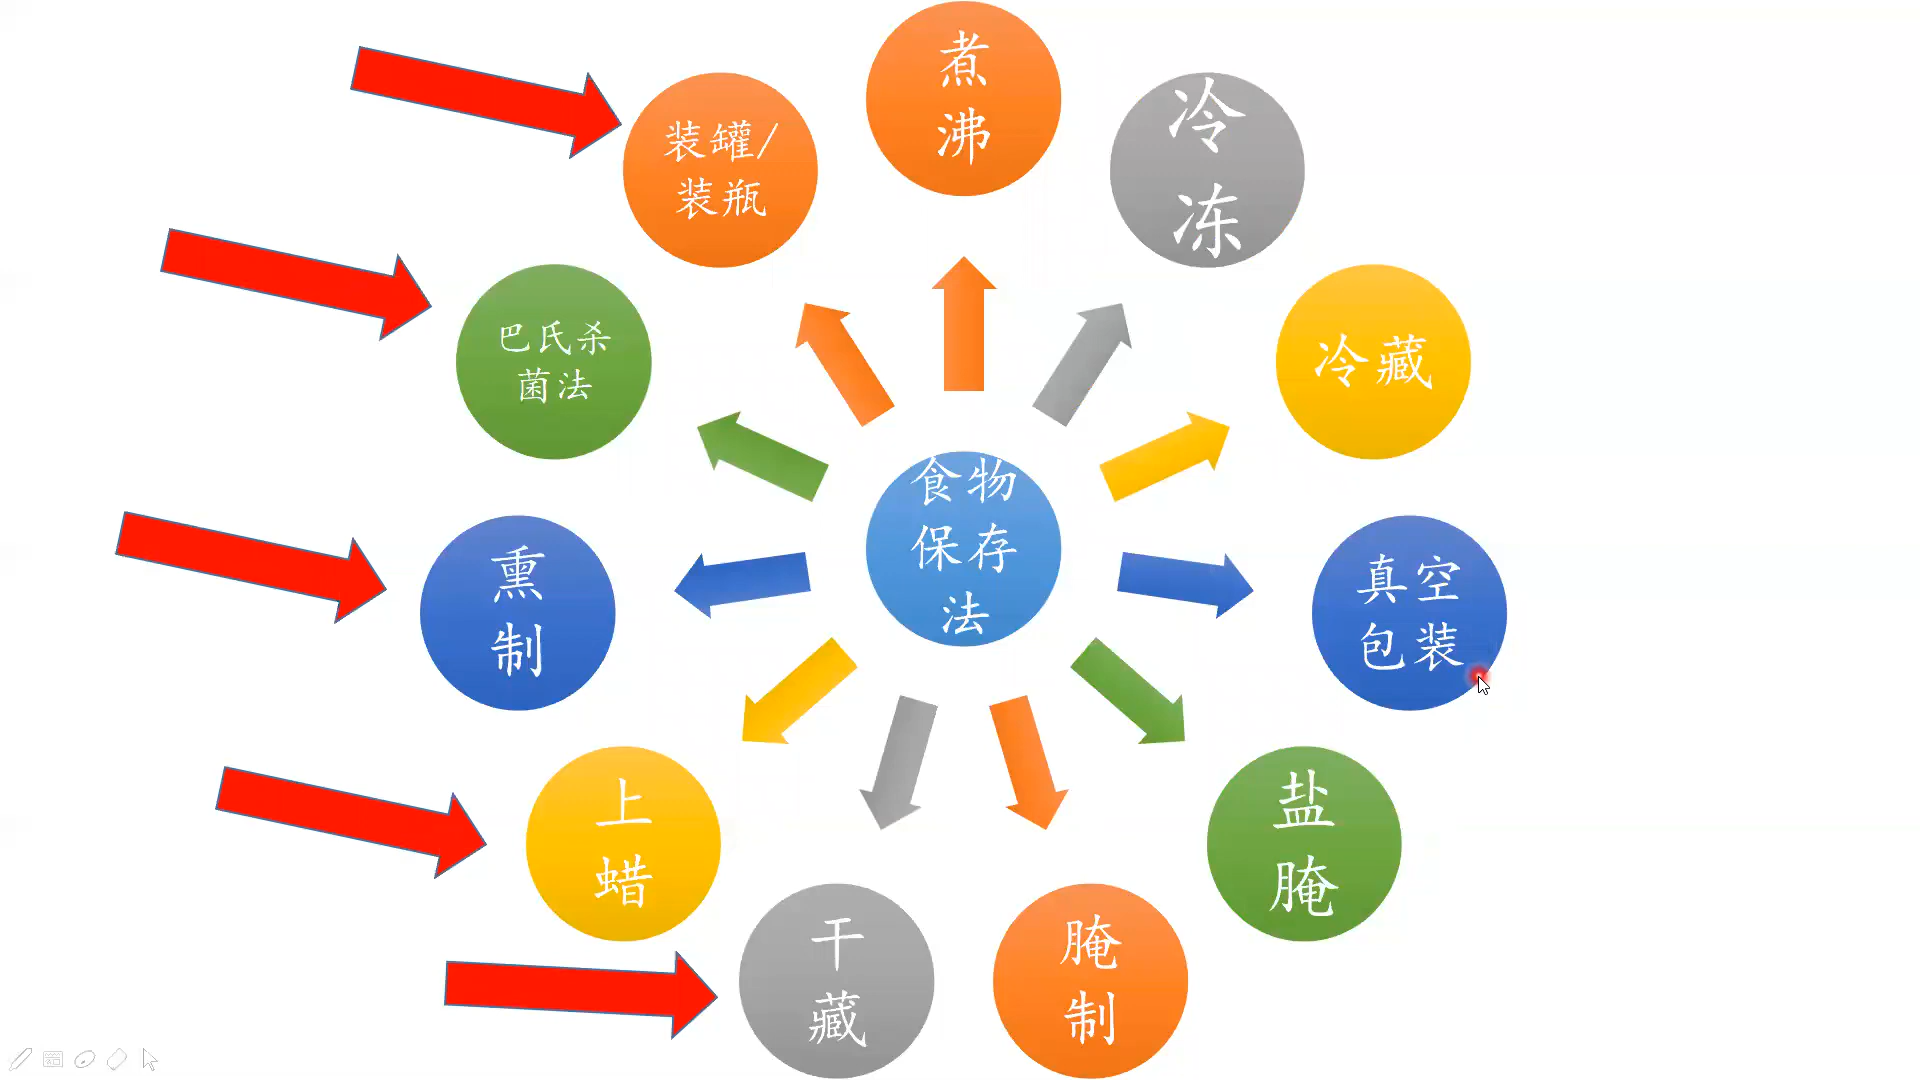 煮
沸
冷
冻
装罐/
装瓶
冷藏
巴氏杀
菌法
食物
保存
法
真空
包装
熏
制
盐
腌
上
蜡
腌
制
干
藏